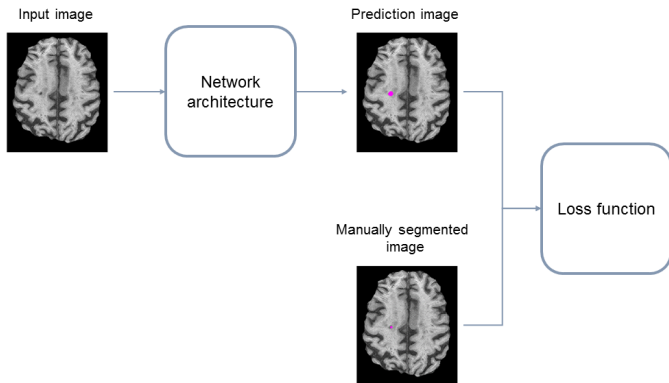 Input image
Prediction image
Network
architecture
Loss function
Manually segmented
image